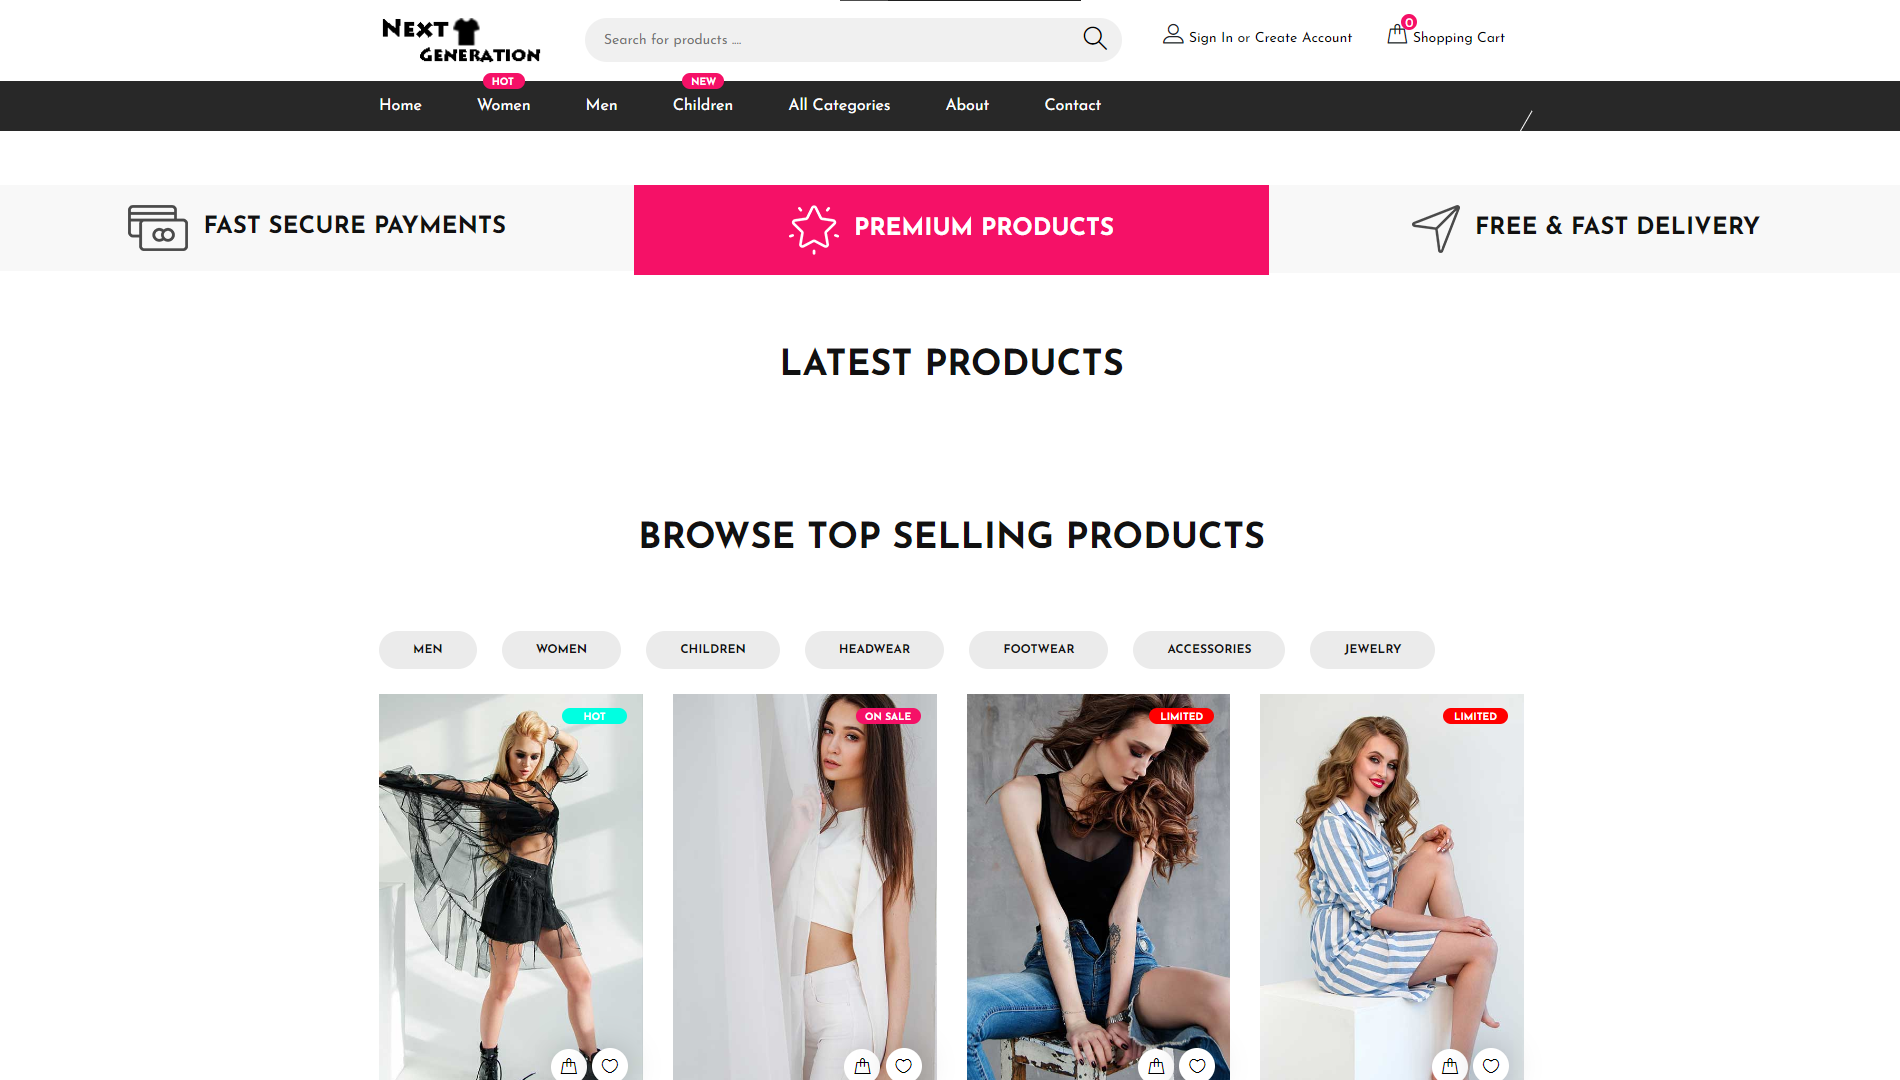 NEXT
GENERATION
Search for products ....
Sign In or Create Account
0
Shopping Cart
HOT
NEW
Home
Women
Men
Children
All Categories
About
Contact
FAST SECURE PAYMENTS
PREMIUM PRODUCTS
FREE & FAST DELIVERY
LATEST PRODUCTS
BROWSE TOP SELLING PRODUCTS
MEN
WOMEN
CHILDREN
HEADWEAR
FOOTWEAR
ACCESSORIES
JEWELRY
HOT
ON SALE
LIMITED
LIMITED